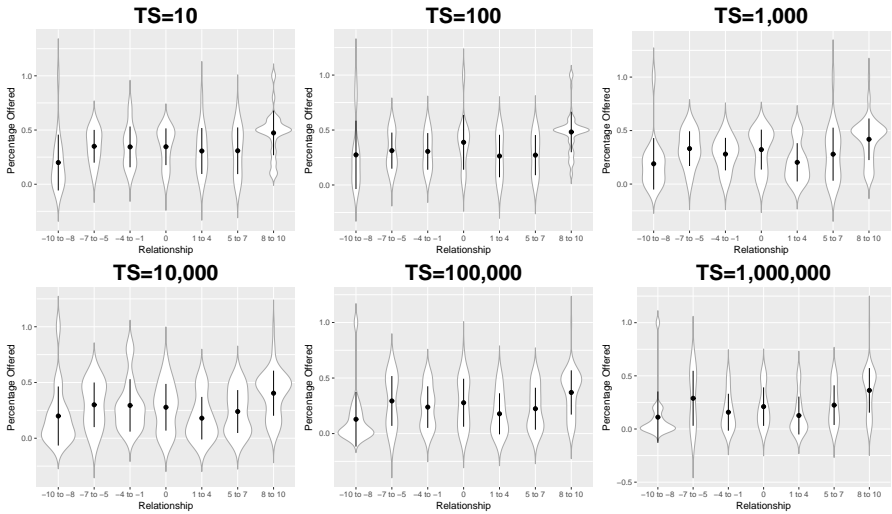 TS=10
TS=100
TS=1,000
Percentage Offered
1.0
0.5
0.0
−10 to −8 −7 to −5 −4 to −1 0 1 to 4 5 to 7 8 to 10
Relationship
Percentage Offered
1.0
0.5
0.0
−10 to −8 −7 to −5 −4 to −1 0 1 to 4 5 to 7 8 to 10
Relationship
Percentage Offered
1.0
0.5
0.0
−10 to −8 −7 to −5 −4 to −1 0 1 to 4 5 to 7 8 to 10
Relationship
TS=10,000
TS=100,000
TS=1,000,000
Percentage Offered
1.0
0.5
0.0
−10 to −8 −7 to −5 −4 to −1 0 1 to 4 5 to 7 8 to 10
Relationship
Percentage Offered
1.0
0.5
0.0
−10 to −8 −7 to −5 −4 to −1 0 1 to 4 5 to 7 8 to 10
Relationship
Percentage Offered
1.0
0.5
0.0
−0.5
−10 to −8 −7 to −5 −4 to −1 0 1 to 4 5 to 7 8 to 10
Relationship